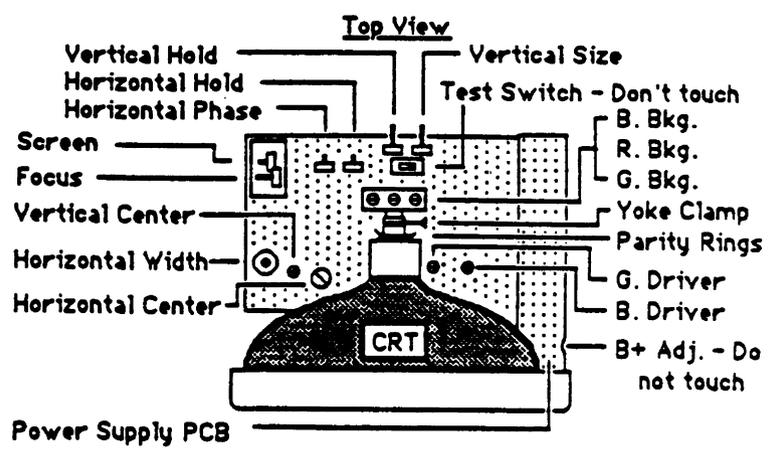 Top View
Vertical Hold
Vertical Size
Horizontal Hold
Test Switch - Don't touch
Horizontal Phase
B. Bkg.
Screen
R. Bkg.
Focus
G. Bkg.
Vertical Center
Yoke Clamp
Parity Rings
Horizontal Width
G. Driver
Horizontal Center
B. Driver
CRT
B+ Adj. - Do
not touch
Power Supply PCB